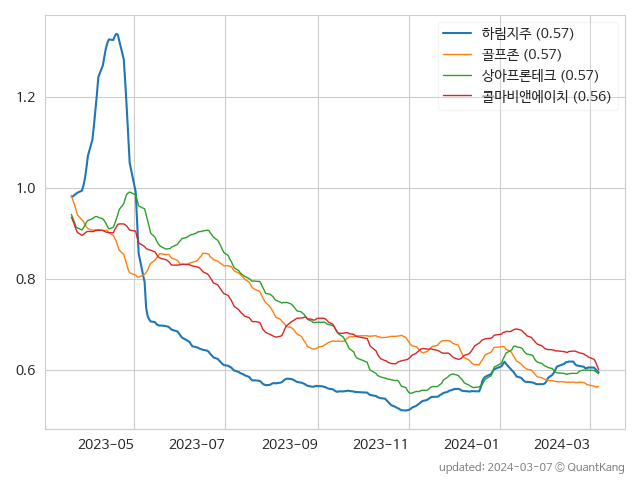 하림지주 (0.57)
골프존 (0.57)
상아프론테크 (0.57)
콜마비앤에이치 (0.56)
1.2
1.0
0.8
0.6
2023-05 2023-07 2023-09 2023-11 2024-01 2024-03
updated: 2024-03-07 © QuantKang